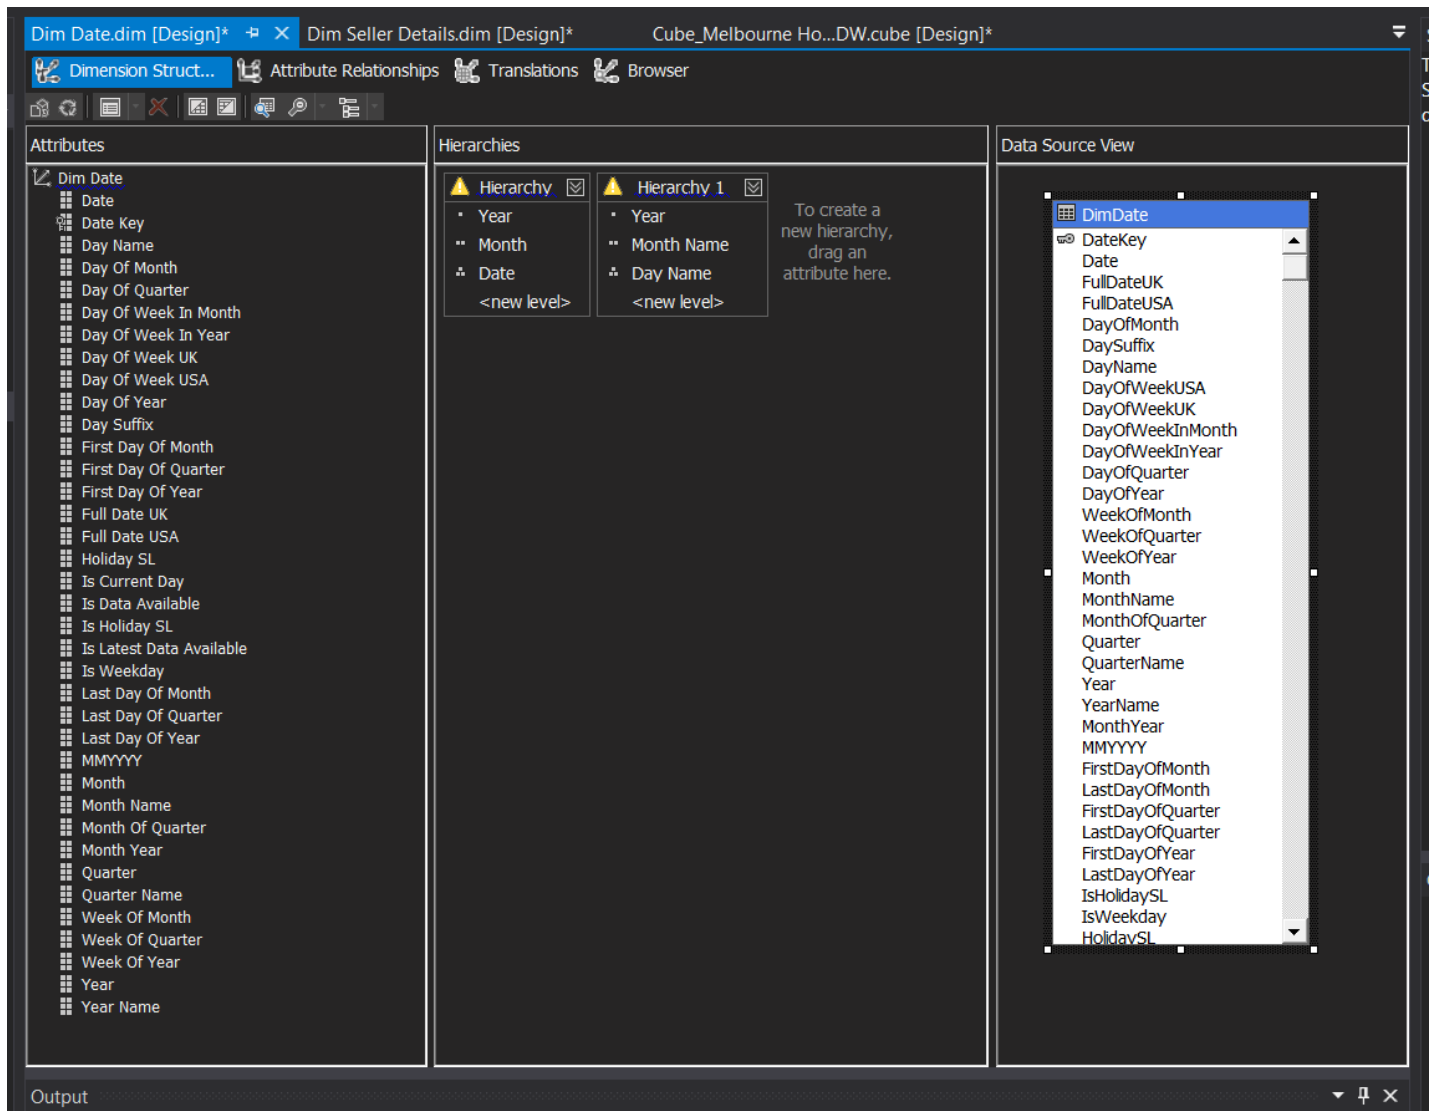 Dim Date.dim [Design]*
Dim Seller Details.dim [Design]*
Cube_Melbourne Ho...DW.cube [Design]*
Dimension Struct...
Attribute Relationships
Translations
Browser
Attributes
Dim Date
Date
Date Key
Day Name
Day Of Month
Day Of Quarter
Day Of Week In Month
Day Of Week In Year
Day Of Week UK
Day Of Week USA
Day Of Year
Day Suffix
First Day Of Month
First Day Of Quarter
First Day Of Year
Full Date UK
Full Date USA
Holiday SL
Is Current Day
Is Data Available
Is Holiday SL
Is Latest Data Available
Is Weekday
Last Day Of Month
Last Day Of Quarter
Last Day Of Year
MMYYYY
Month
Month Name
Month Of Quarter
Month Year
Quarter
Quarter Name
Week Of Month
Week Of Quarter
Week Of Year
Year
Year Name
Hierarchies
Hierarchy
Year
Month
Date
<new level>
Hierarchy 1
Year
Month Name
Day Name
<new level>
To create a
new hierarchy,
drag an
attribute here.
Data Source View
DimDate
DateKey
Date
FullDateUK
FullDateUSA
DayOfMonth
DaySuffix
DayName
DayOfWeekUSA
DayOfWeekUK
DayOfWeekInMonth
DayOfWeekInYear
DayOfQuarter
DayOfYear
WeekOfMonth
WeekOfQuarter
WeekOfYear
Month
MonthName
MonthOfQuarter
Quarter
QuarterName
Year
YearName
MonthYear
MMYYYY
FirstDayOfMonth
LastDayOfMonth
FirstDayOfQuarter
LastDayOfQuarter
FirstDayOfYear
LastDayOfYear
IsHolidaySL
IsWeekday
HolidaySL
Output